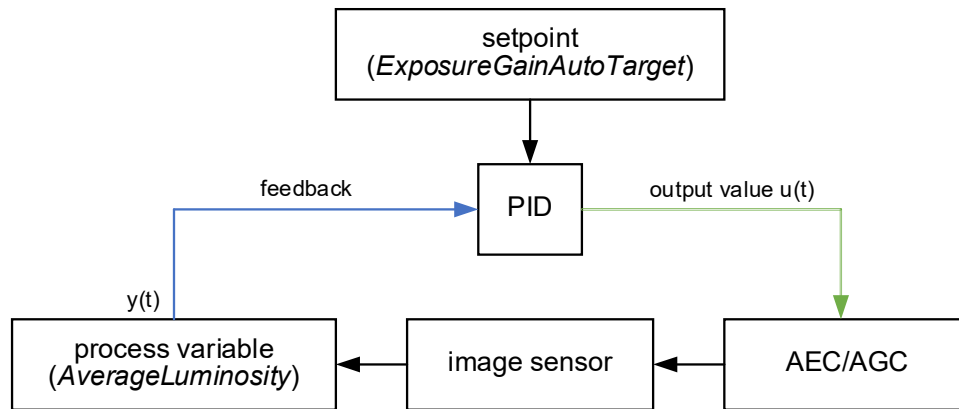 setpoint
(ExposureGainAutoTarget)
feedback
PID
output value u(t)
y(t)
process variable
(AverageLuminosity)
image sensor
AEC/AGC